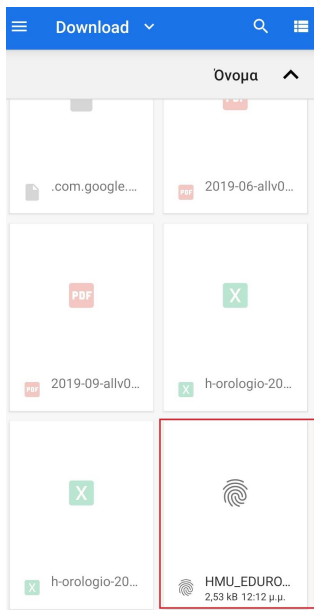 Download
Όνομα
.com.google....
PDF 2019-06-allv0...
PDF
PDF 2019-09-allv0...
X
X h-orologio-20...
X
X h-orologio-20...
HMU_EDURO...
2,53 kB 12:12 μ.μ.